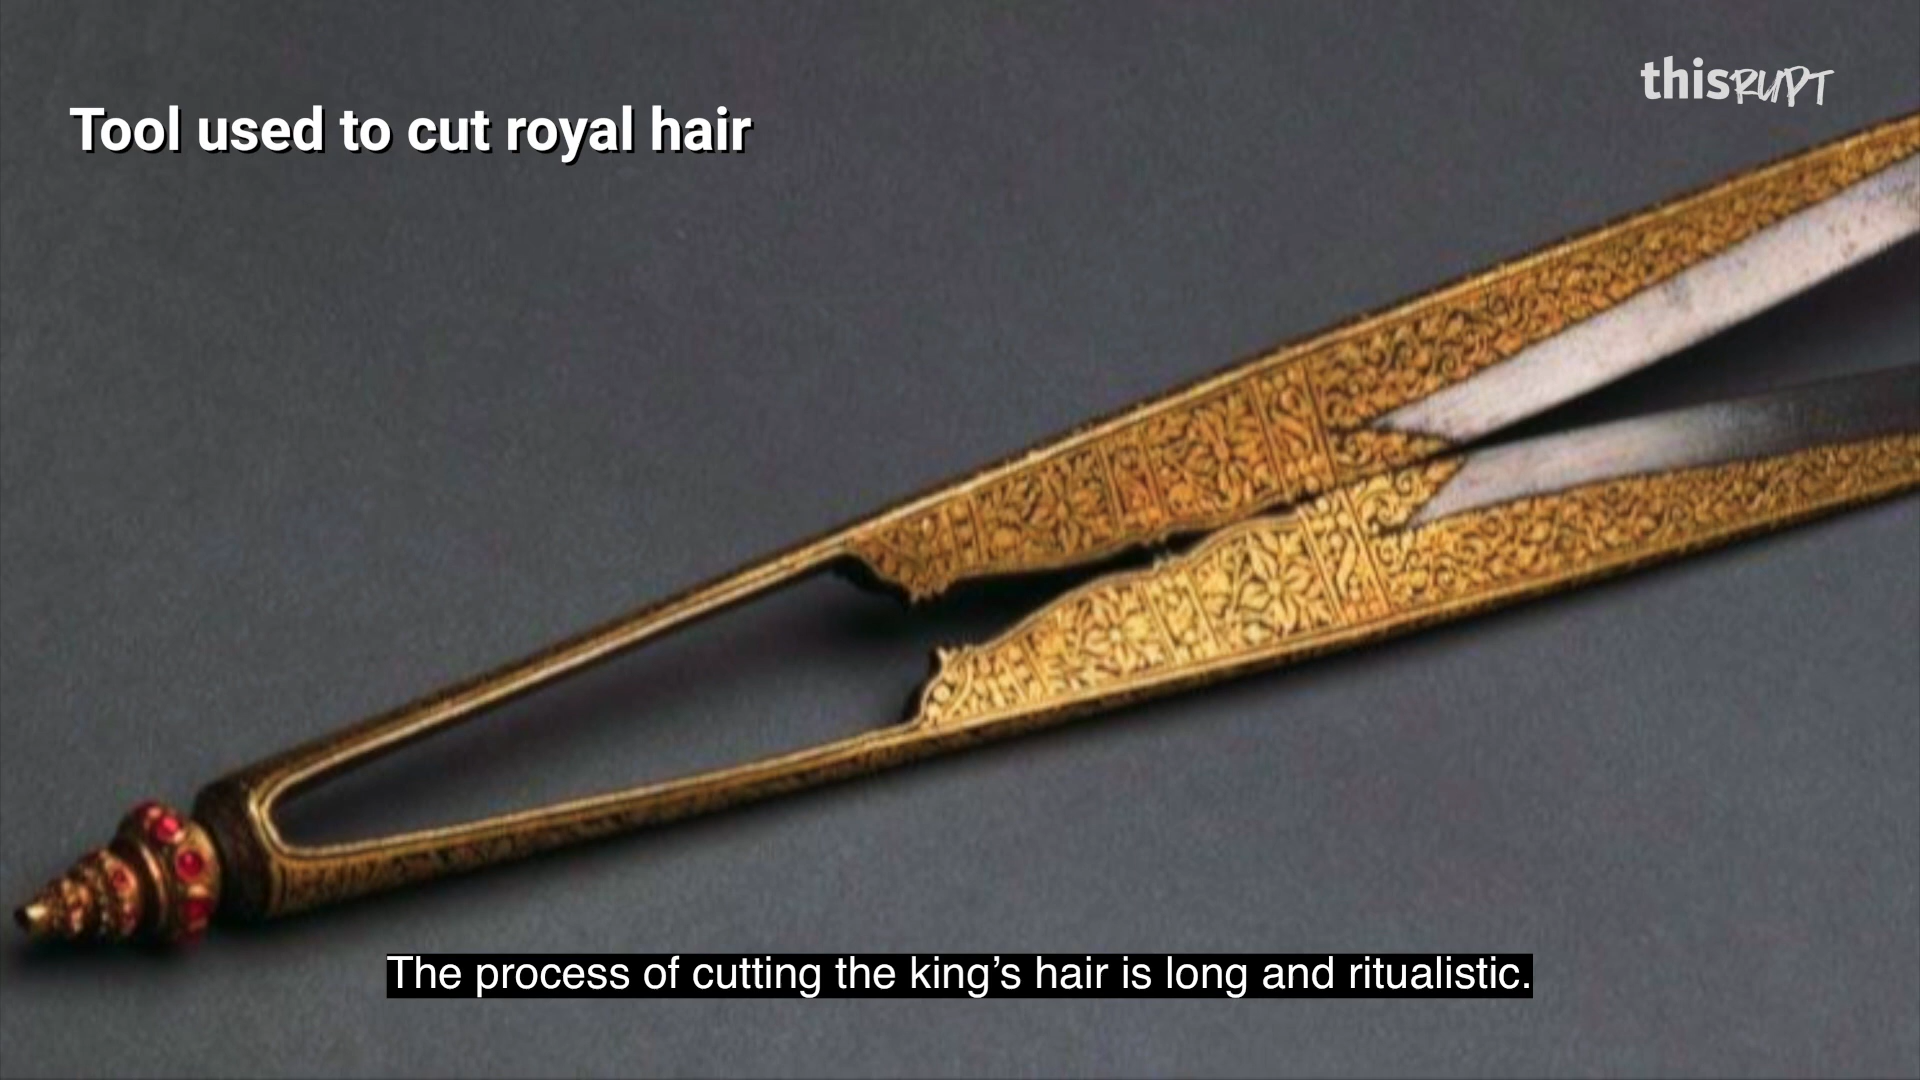 thisRUPT
Tool used to cut royal hair
The process of cutting the king’s hair is long and ritualistic.